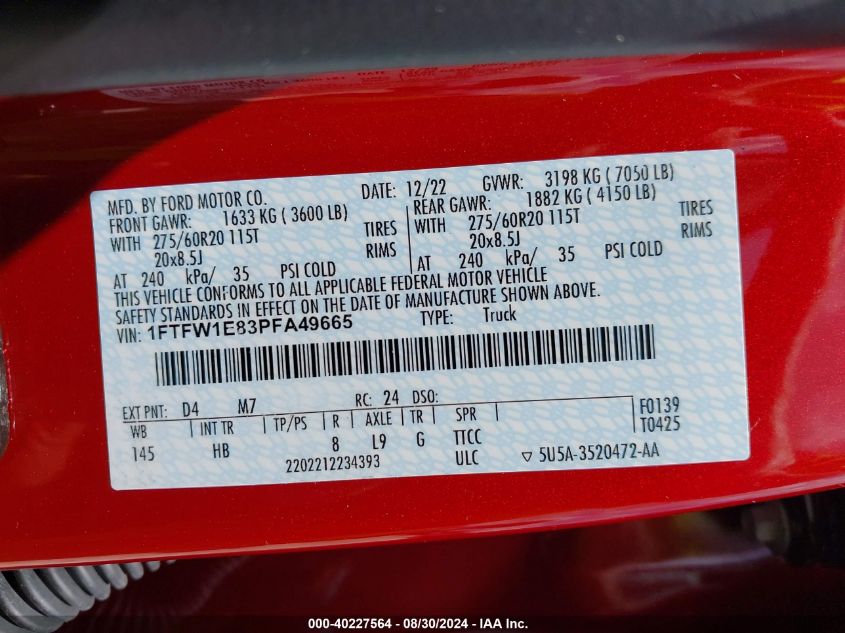 MFD. BY FORD MOTOR CO. DATE: 12/22 GVWR: 3198 KG ( 7050 LB)
FRONT GAWR: 1633 KG ( 3600 LB) REAR GAWR: 1882 KG ( 4150 LB)
WITH 275/60R20 115T TIRES WITH 275/60R20 115T TIRES
20x8.5J RIMS 20x8.5J RIMS
AT 240 kPa/ 35 PSI COLD AT 240 kPa/ 35 PSI COLD
THIS VEHICLE CONFORMS TO ALL APPLICABLE FEDERAL MOTOR VEHICLE
SAFETY STANDARDS IN EFFECT ON THE DATE OF MANUFACTURE SHOWN ABOVE.
VIN: 1FTFW1E83PFA49665 TYPE: Truck
EXT PNT: D4 M7 RC: 24 DSO:
WB INT TR TP/PS R AXLE TR SPR F0139
145 HB 8 L9 G TTCC T0425
2202212234393 ULC ▽ 5U5A-3520472-AA
000-40227564 - 08/30/2024 - IAA Inc.